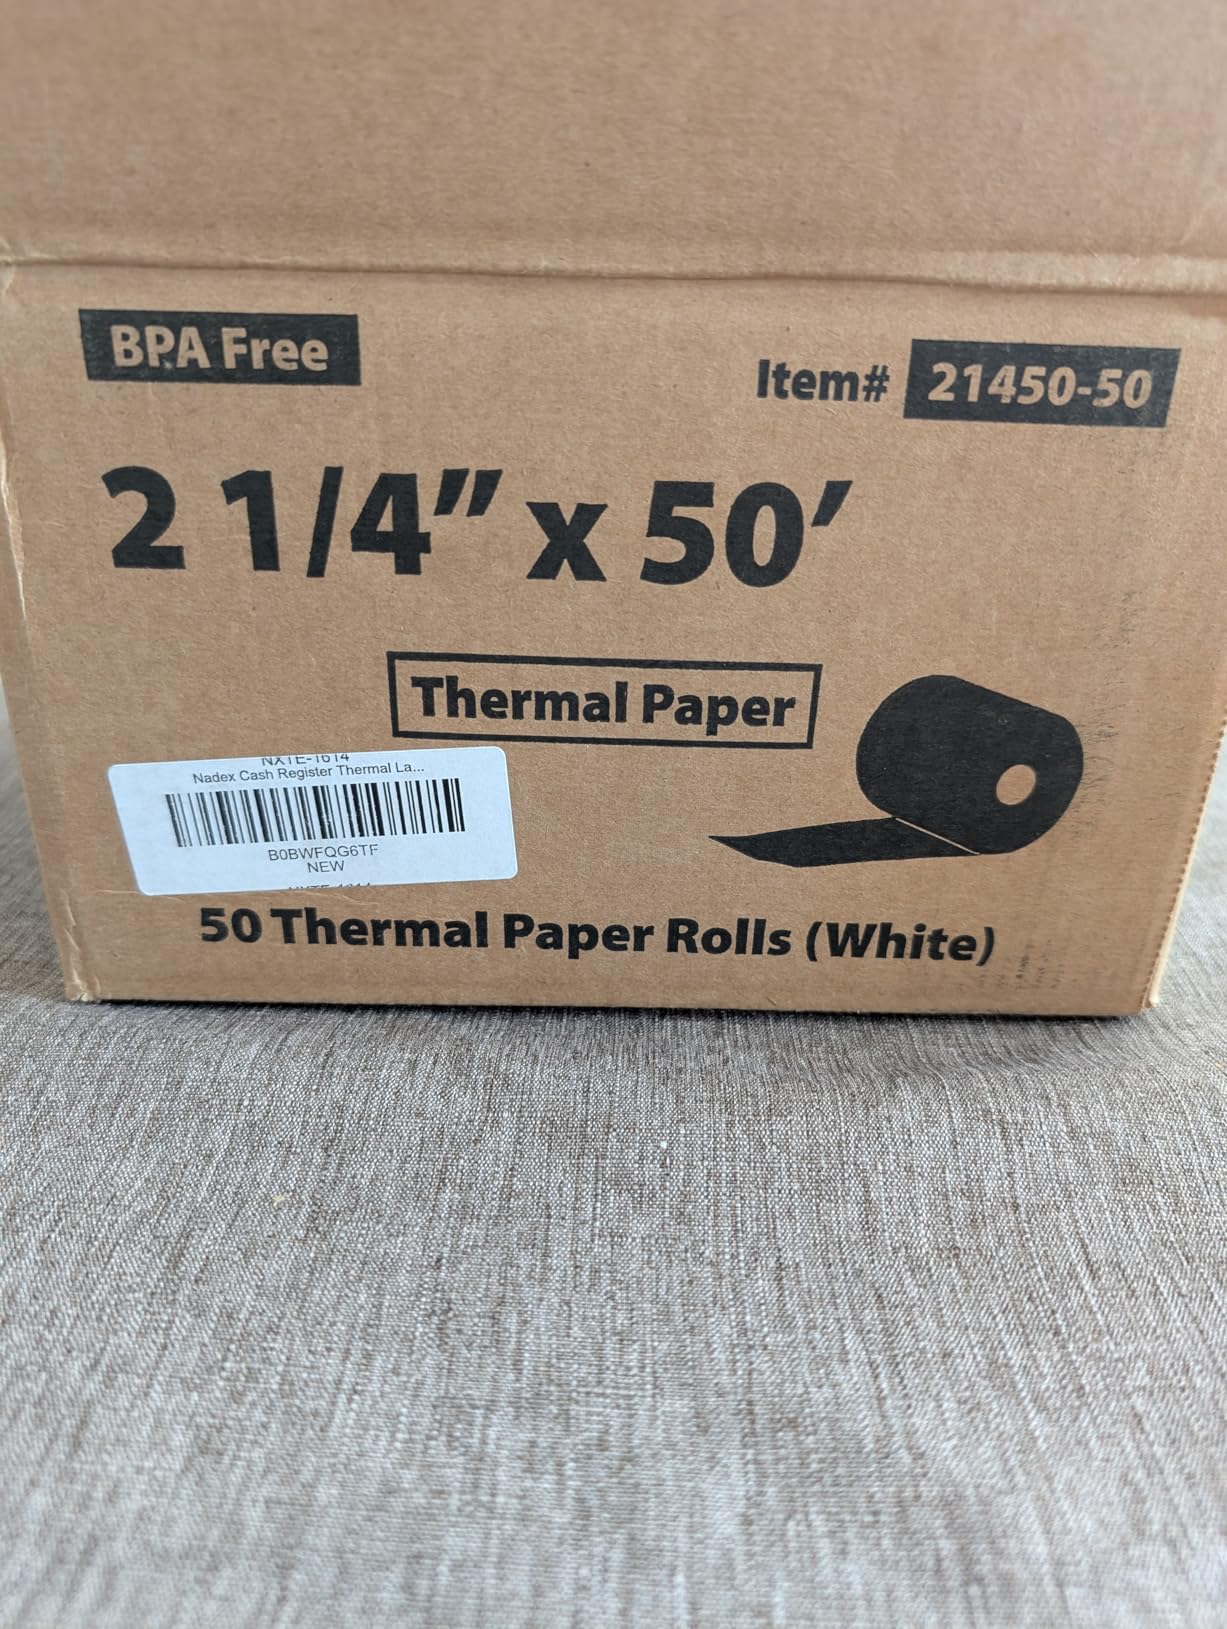 BPA Free
Item# 21450-50
2 1/4” x 50’
Thermal Paper
NXTE-1614
Nadex Cash Register Thermal La...
B0BWFQG6TF
NEW
50 Thermal Paper Rolls (White)